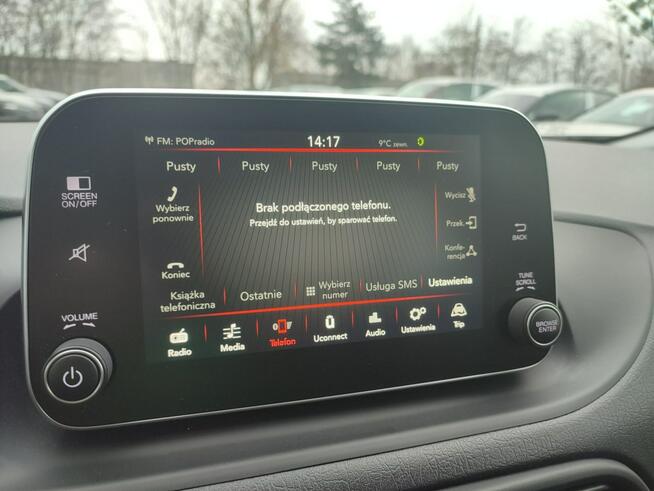 FM: POPradio 14:17 9°C zewn.
Pusty Pusty Pusty Pusty Pusty
SCREEN
ON/OFF
Wybierz
ponownie
Brak podłączonego telefonu.
Przejdź do ustawień, by sparować telefon.
Wycisz
Przek.
BACK
Konfe-
rencja
Koniec
Książka
telefoniczna
Ostatnie
Wybierz
numer
Usługa SMS
Ustawienia
TUNE
SCROLL
VOLUME
Radio Media Telefon Uconnect Audio Ustawienia Trip
BROWSE
ENTER